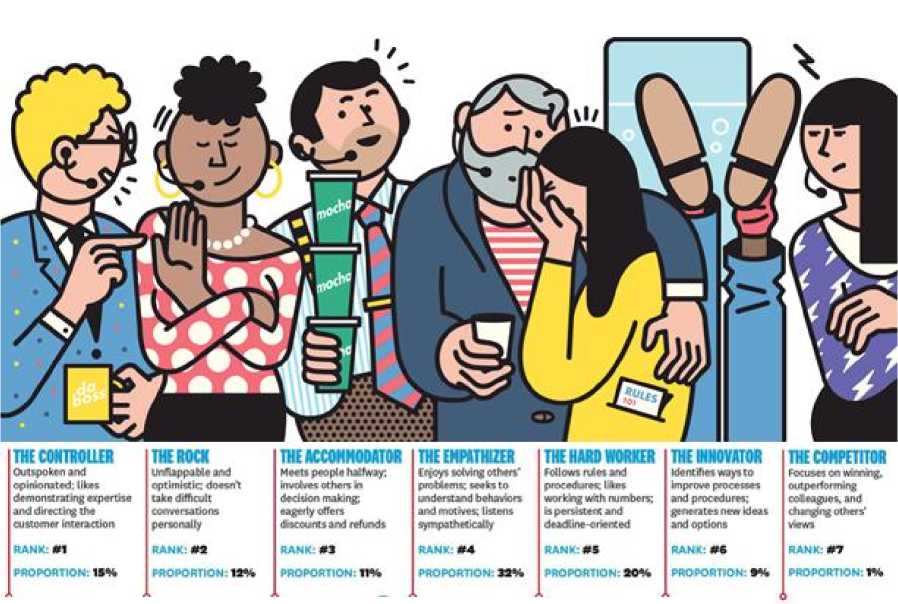 da
boss
mocha
mocha
RULES
101
THE CONTROLLER
Outspoken and
opinionated; likes
demonstrating expertise
and directing the
customer interaction
RANK: #1
PROPORTION: 15%
THE ROCK
Unflappable and
optimistic; doesn't
take difficult
conversations
personally
RANK: #2
PROPORTION: 12%
THE ACCOMMODATOR
Meets people halfway;
involves others in
decision making;
eagerly offers
discounts and refunds
RANK: #3
PROPORTION: 11%
THE EMPATHIZER
Enjoys solving others'
problems; seeks to
understand behaviors
and motives; listens
sympathetically
RANK: #4
PROPORTION: 32%
THE HARD WORKER
Follows rules and
procedures; likes
working with numbers;
is persistent and
deadline-oriented
RANK: #5
PROPORTION: 20%
THE INNOVATOR
Identifies ways to
improve processes
and procedures;
generates new ideas
and options
RANK: #6
PROPORTION: 9%
THE COMPETITOR
Focuses on winning,
outperforming
colleagues, and
changing others'
views
RANK: #7
PROPORTION: 1%